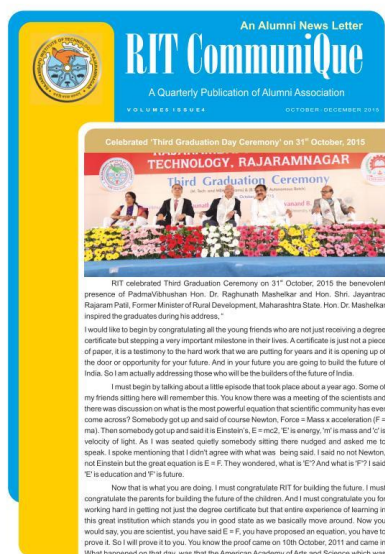 An Alumni News Letter
RIT CommuniQue
A Quarterly Publication of Alumni Association
OCTOBER-DECEMBER 2015
Celebrated 'Third Graduation Day Ceremony' on 31st October, 2015
TECHNOLOGY, RAJARAMNAGAR
Third Graduation Ceremony
RIT celebrated Third Graduation Ceremony on 31st October, 2015 the benevolent
presence of PadmaVibhushan Hon. Dr. Raghunath Mashelkar and Hon. Shri. Jayantrao
Rajaram Patil, Former Minister of Rural Development, Maharashtra State. Hon. Dr. Mashelkar
inspired the graduates during his address, "
I would like to begin by congratulating all the young friends who are not just receiving a degree
certificate but stepping a very important milestone in their lives. A certificate is just not a piece
of paper, it is a testimony to the hard work that we are putting for years and it is opening up of
the door or opportunity for your future. And in your future you are going to build the future of
India. So I am actually addressing those who will be the builders of the future of India.
I must begin by talking about a little episode that took place about a year ago. Some of
my friends sitting here will remember this. You know there was a meeting of the scientists and
there was discussion on what is the most powerful equation that scientific community has ever
come across? Somebody got up and said of course Newton, Force = Mass x acceleration (F =
ma). Then somebody got up and said it is Einstein's, E = mc2, 'E' is energy, 'm' is mass and 'c' is
velocity of light. As I was seated quietly somebody sitting there nudged and asked me to
speak. I spoke mentioning that I didn't agree with what was being said. I said no not Newton,
not Einstein but the great equation is E = F. They wondered, what is 'E'? And what is 'F'? I said
'E' is education and 'F' is future.
Now that is what you are doing. I must congratulate RIT for building the future. I must
congratulate the parents for building the future of the children. And I must congratulate you for
working hard in getting not just the degree certificate but that entire experience of learning in
this great institution which stands you in good state as we basically move around. Now you
would say, you are scientist, you have said E = F, you have proposed an equation, you have to
prove it. So I will prove it to you. You know the proof came on 10th October, 2011 and came in
What happened on that day, was that the American Academy of Arts and Science which was